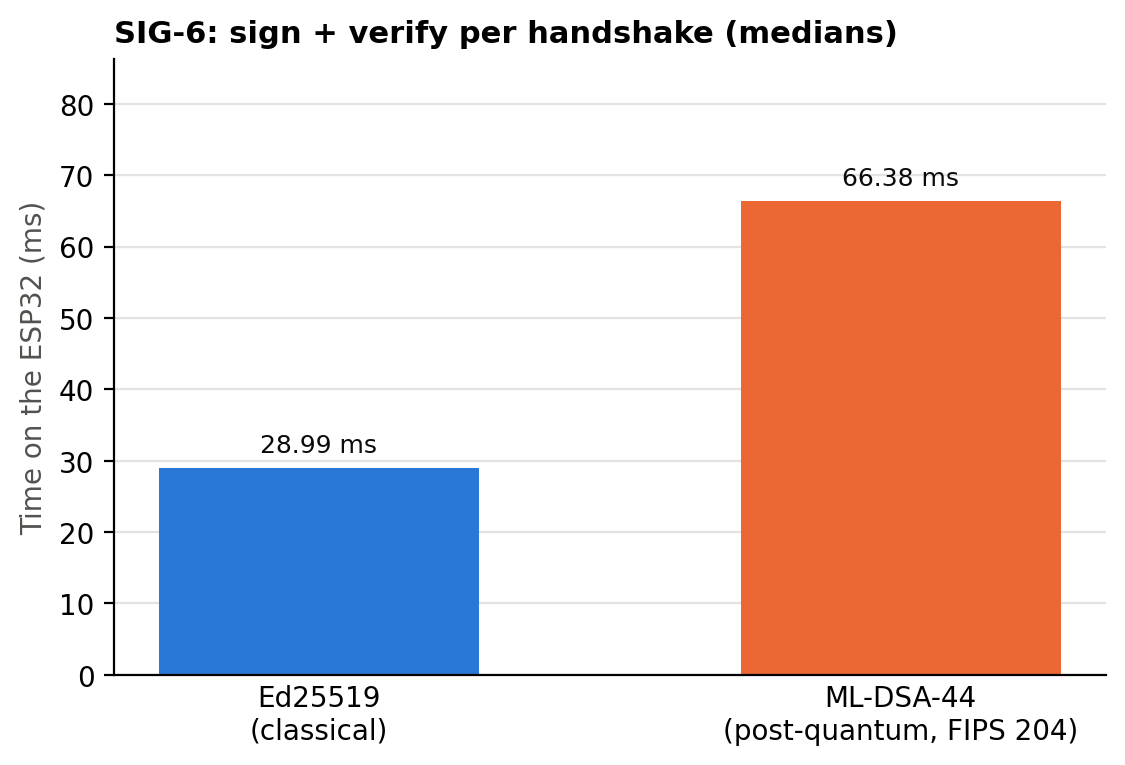 SIG-6: sign + verify per handshake (medians)
Time on the ESP32 (ms)
80
70
60
50
40
30
20
10
0
28.99 ms
66.38 ms
Ed25519
(classical)
ML-DSA-44
(post-quantum, FIPS 204)